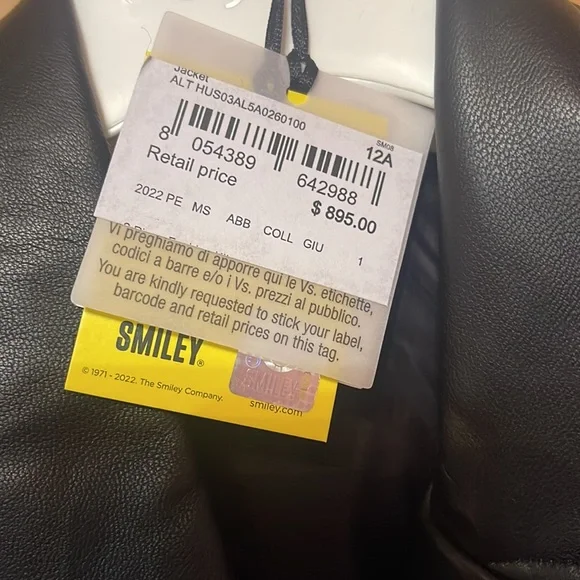 Jacket
ALT HUS03AL5A0260100
SM08
12A
8 054389 642988
Retail price
$ 895.00
2022 PE MS ABB COLL GIU 1
Vi preghiamo di apporre qui le Vs. etichette,
codici a barre e/o i Vs. prezzi al pubblico.
You are kindly requested to stick your label,
barcode and retail prices on this tag.
SMILEY®
© 1971 - 2022. The Smiley Company.
SMILEY
smiley.com